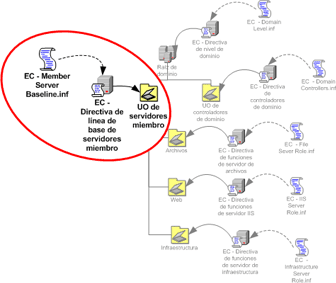 EC - Domain
Level.inf
EC - Directiva
de nivel de
dominio
Raíz de
dominio
EC - Member
Server
Baseline.inf
EC -
Directiva de
línea de
base de
servidores
miembro
UO de
servidores
miembro
UO de
controladores
de dominio
EC - Directiva
de
controladores
de dominio
EC - Domain
Controllers.inf
Archivos
EC - Directiva
de funciones
de servidor de
archivos
EC - File
Sever Role.inf
Web
EC - Directiva
de funciones
de servidor IIS
EC - IIS
Server
Role.inf
Infraestructura
EC - Directiva
de funciones
de servidor de
infraestructura
EC -
Infrastructure
Server
Role.inf